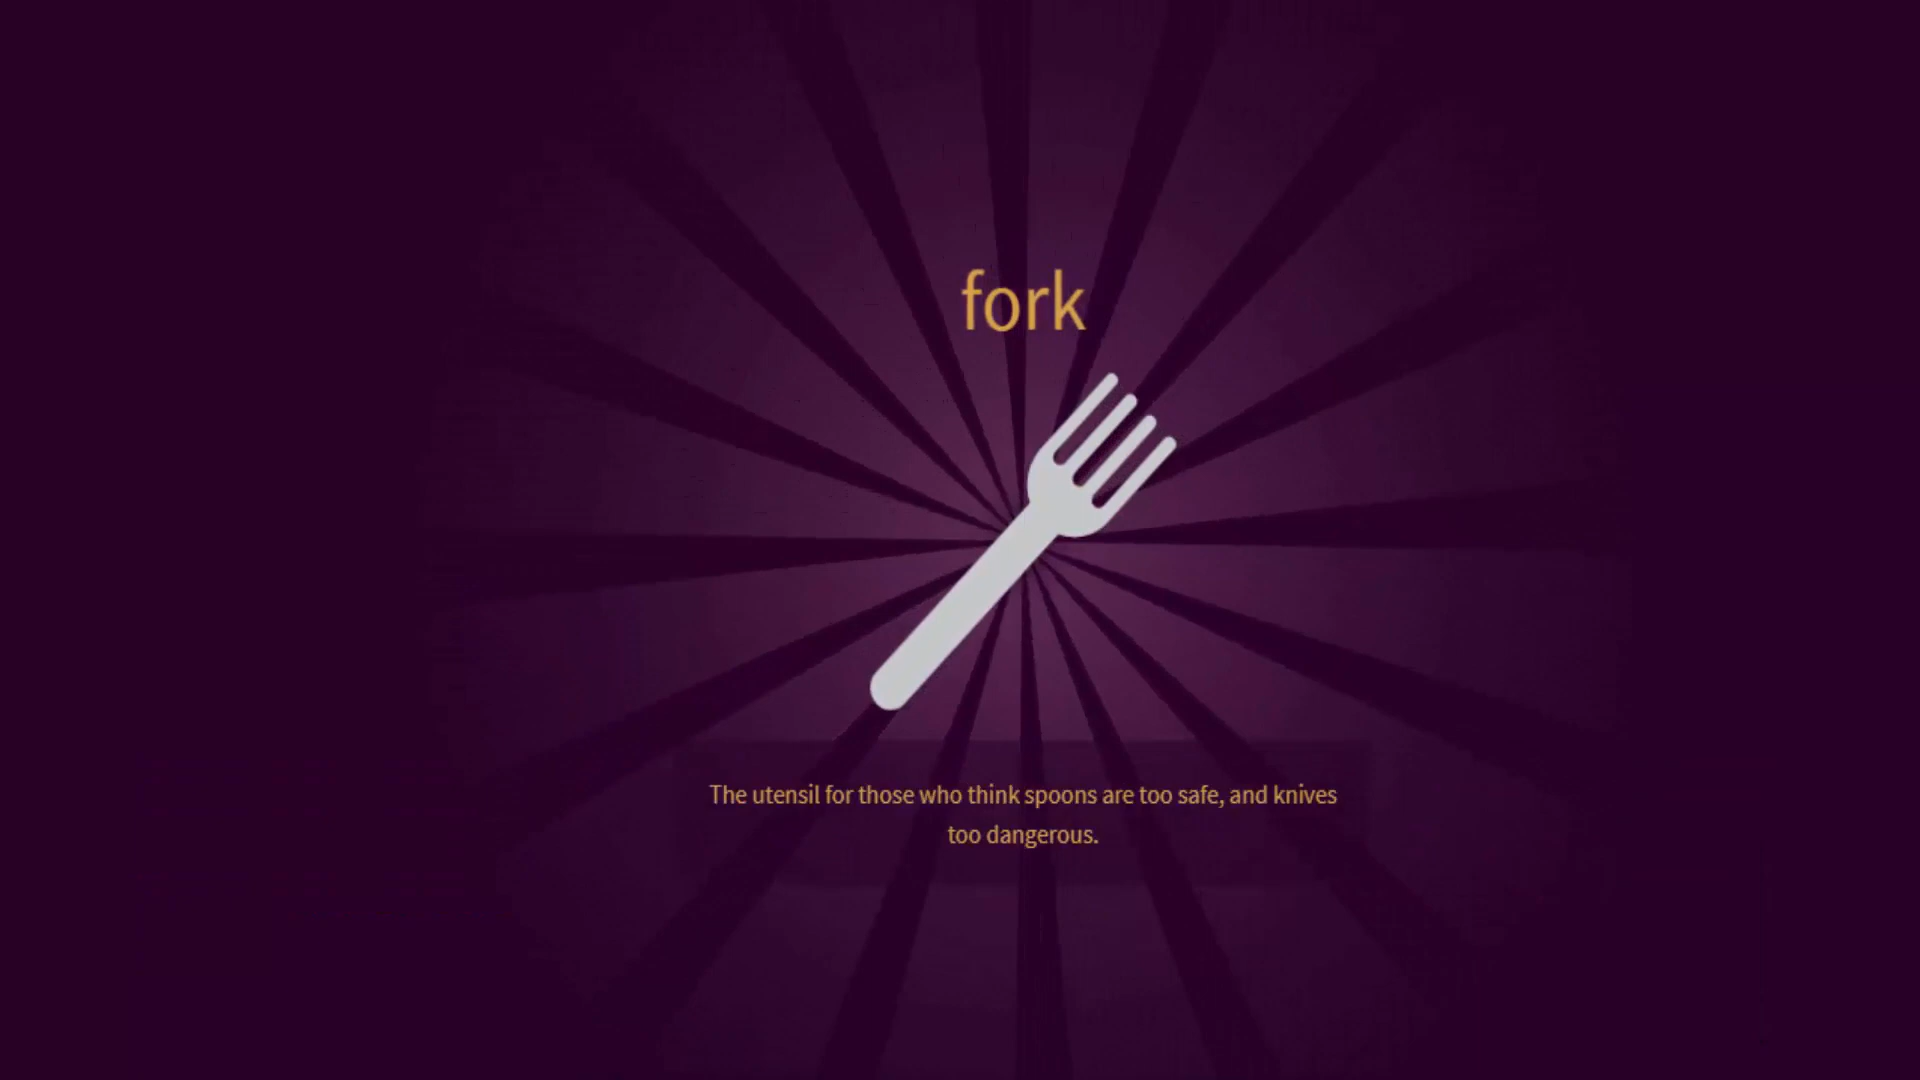 fork
The utensil for those who think spoons are too safe, and knives
too dangerous.